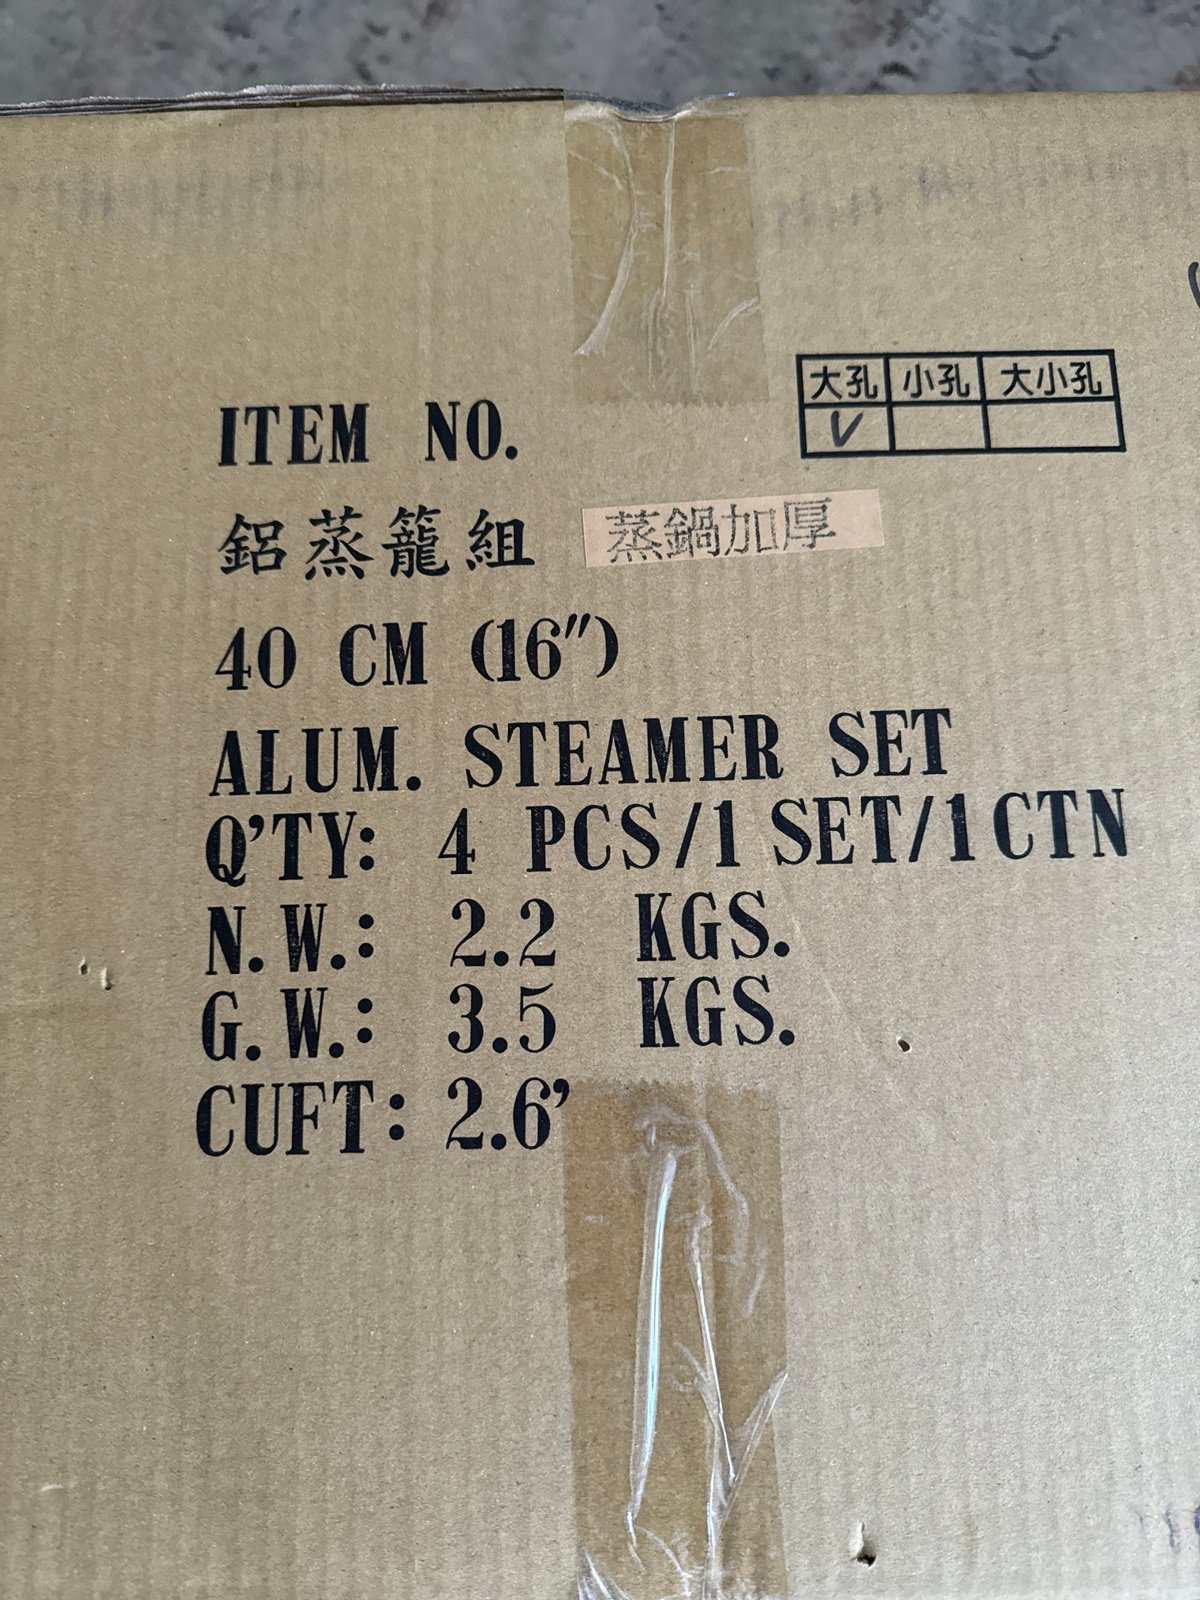 大孔 小孔 大小孔
V
ITEM NO.
鋁蒸籠組 蒸鍋加厚
40 CM (16")
ALUM. STEAMER SET
Q'TY: 4 PCS/1 SET/1 CTN
N.W.: 2.2 KGS.
G.W.: 3.5 KGS.
CUFT: 2.6'